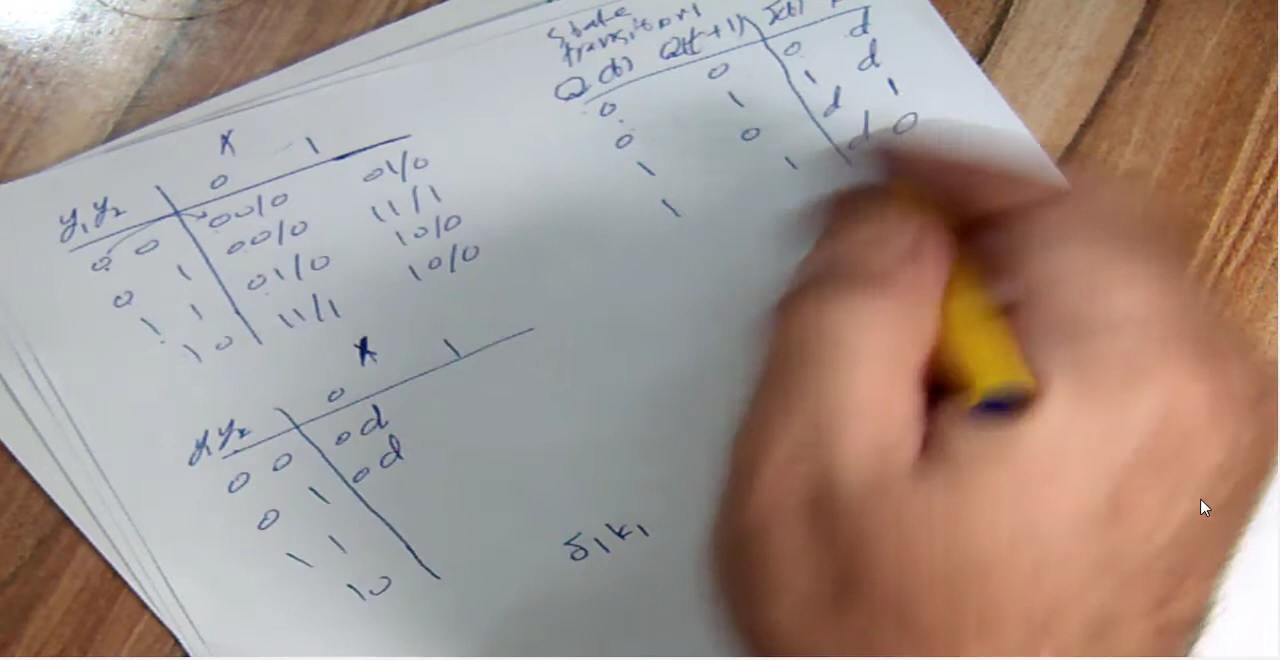 x
0 1
y₁y₂
0 0 00/0 01/0
0 1 00/0 11/1
1 1 01/0 10/0
1 0 11/1 10/0
state
transition
Q(t) Q(t+1) J(t)
0 0 0 d
0 1 1 d
1 0 d 1
1 1 d 0
x
0 1
y₁y₂
0 0 0d
0 1 0d
1 1
1 0
J₁K₁